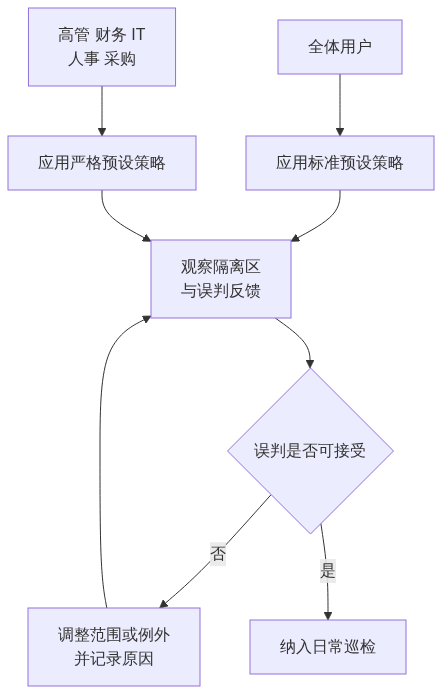 高管 财务 IT
人事 采购
全体用户
应用严格预设策略
应用标准预设策略
观察隔离区
与误判反馈
误判是否可接受
否
是
调整范围或例外
并记录原因
纳入日常巡检